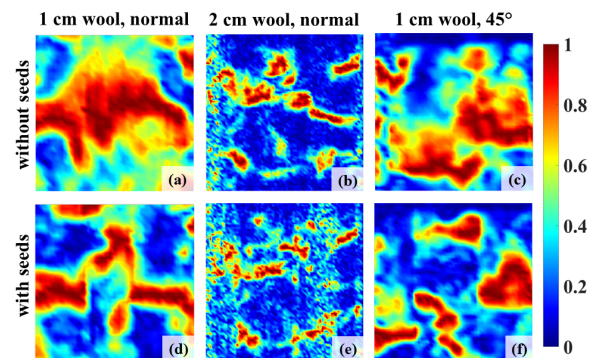 1 cm wool, normal 2 cm wool, normal 1 cm wool, 45°
without seeds
(a) (b) (c)
with seeds
(d) (e) (f)
1
0.8
0.6
0.4
0.2
0